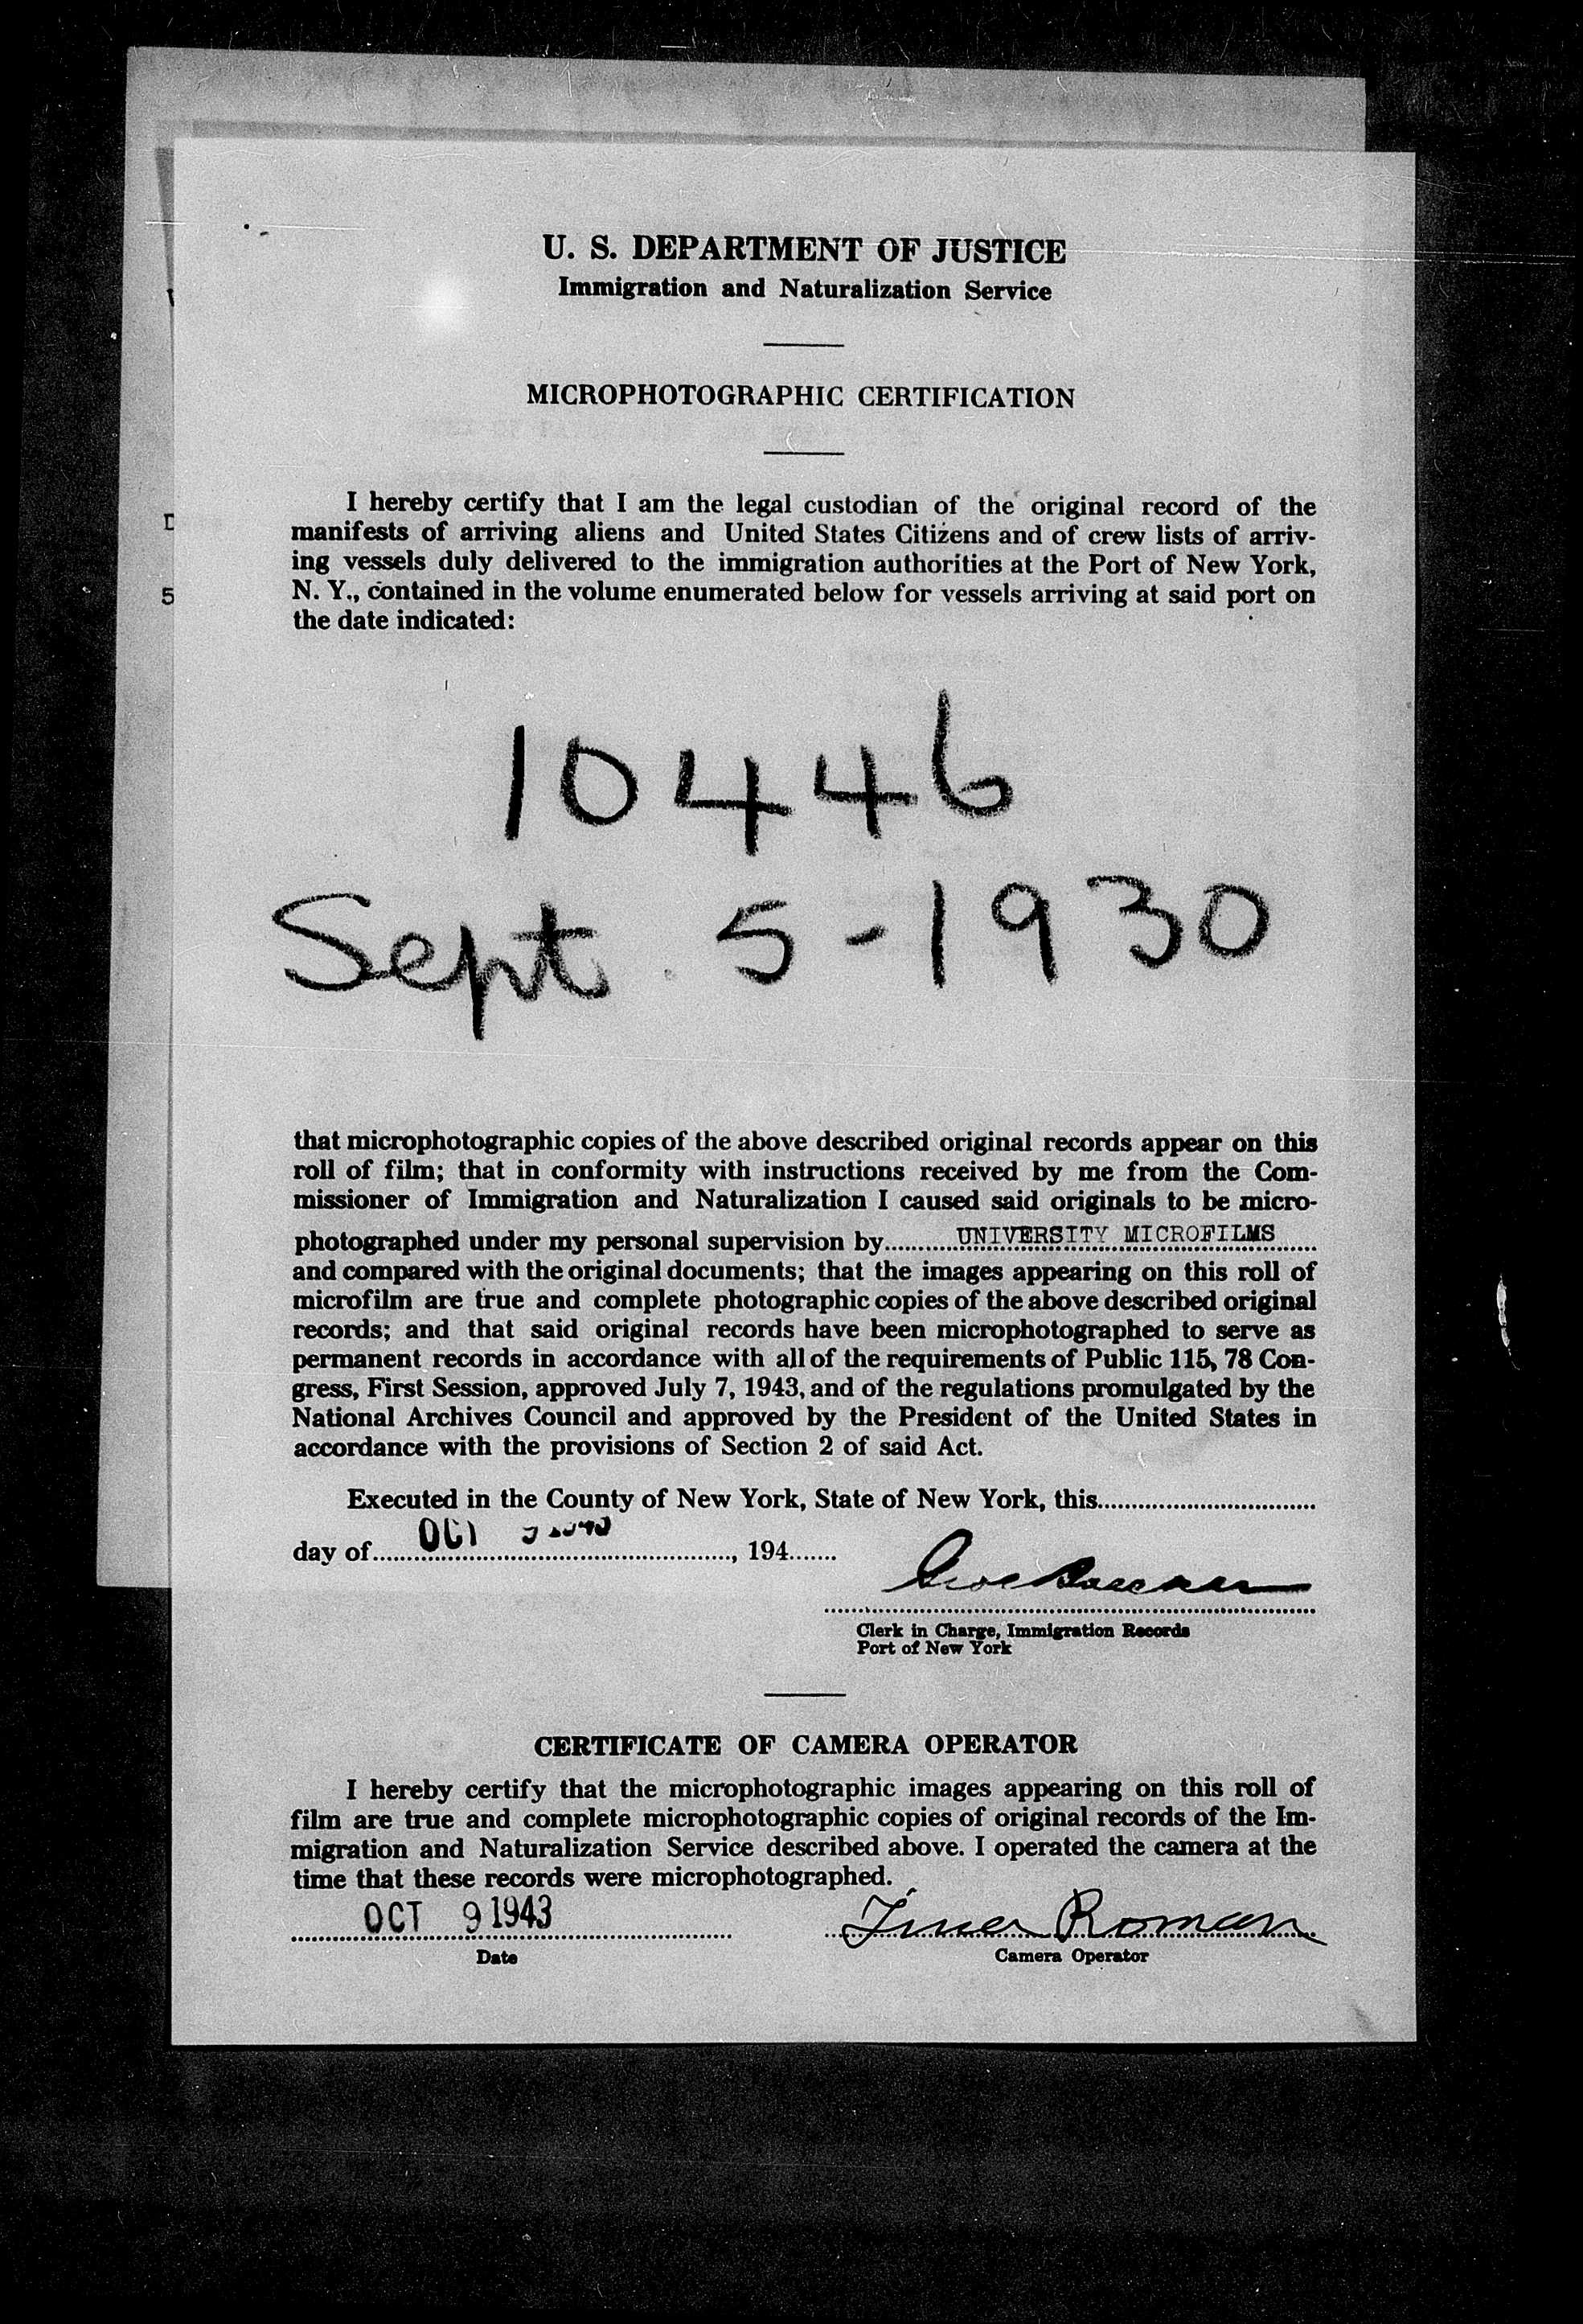 U. S. DEPARTMENT OF JUSTICE
Immigration and Naturalization Service
MICROPHOTOGRAPHIC CERTIFICATION
I hereby certify that I am the legal custodian of the original record of the
manifests of arriving aliens and United States Citizens and of crew lists of arriv-
ing vessels duly delivered to the immigration authorities at the Port of New York,
N. Y., contained in the volume enumerated below for vessels arriving at said port on
the date indicated:
D
5
10446
Sept. 5-1930
that microphotographic copies of the above described original records appear on this
roll of film; that in conformity with instructions received by me from the Com-
missioner of Immigration and Naturalization I caused said originals to be micro-
photographed under my personal supervision by UNIVERSITY MICROFILMS
and compared with the original documents; that the images appearing on this roll of
microfilm are true and complete photographic copies of the above described original
records; and that said original records have been microphotographed to serve as
permanent records in accordance with all of the requirements of Public 115, 78 Con-
gress, First Session, approved July 7, 1943, and of the regulations promulgated by the
National Archives Council and approved by the President of the United States in
accordance with the provisions of Section 2 of said Act.
Executed in the County of New York, State of New York, this
day of OCT 9 1943, 194
Clerk in Charge, Immigration Records
Port of New York
CERTIFICATE OF CAMERA OPERATOR
I hereby certify that the microphotographic images appearing on this roll of
film are true and complete microphotographic copies of original records of the Im-
migration and Naturalization Service described above. I operated the camera at the
time that these records were microphotographed.
OCT 9 1943 Roman
Date Camera Operator